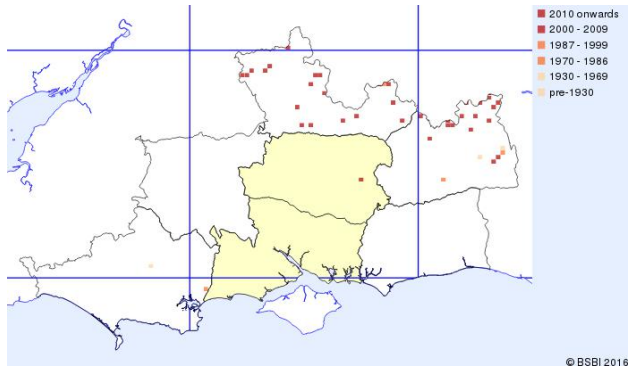 2010 onwards
2000 - 2009
1987 - 1999
1970 - 1986
1930 - 1969
pre-1930
© BSBI 2016